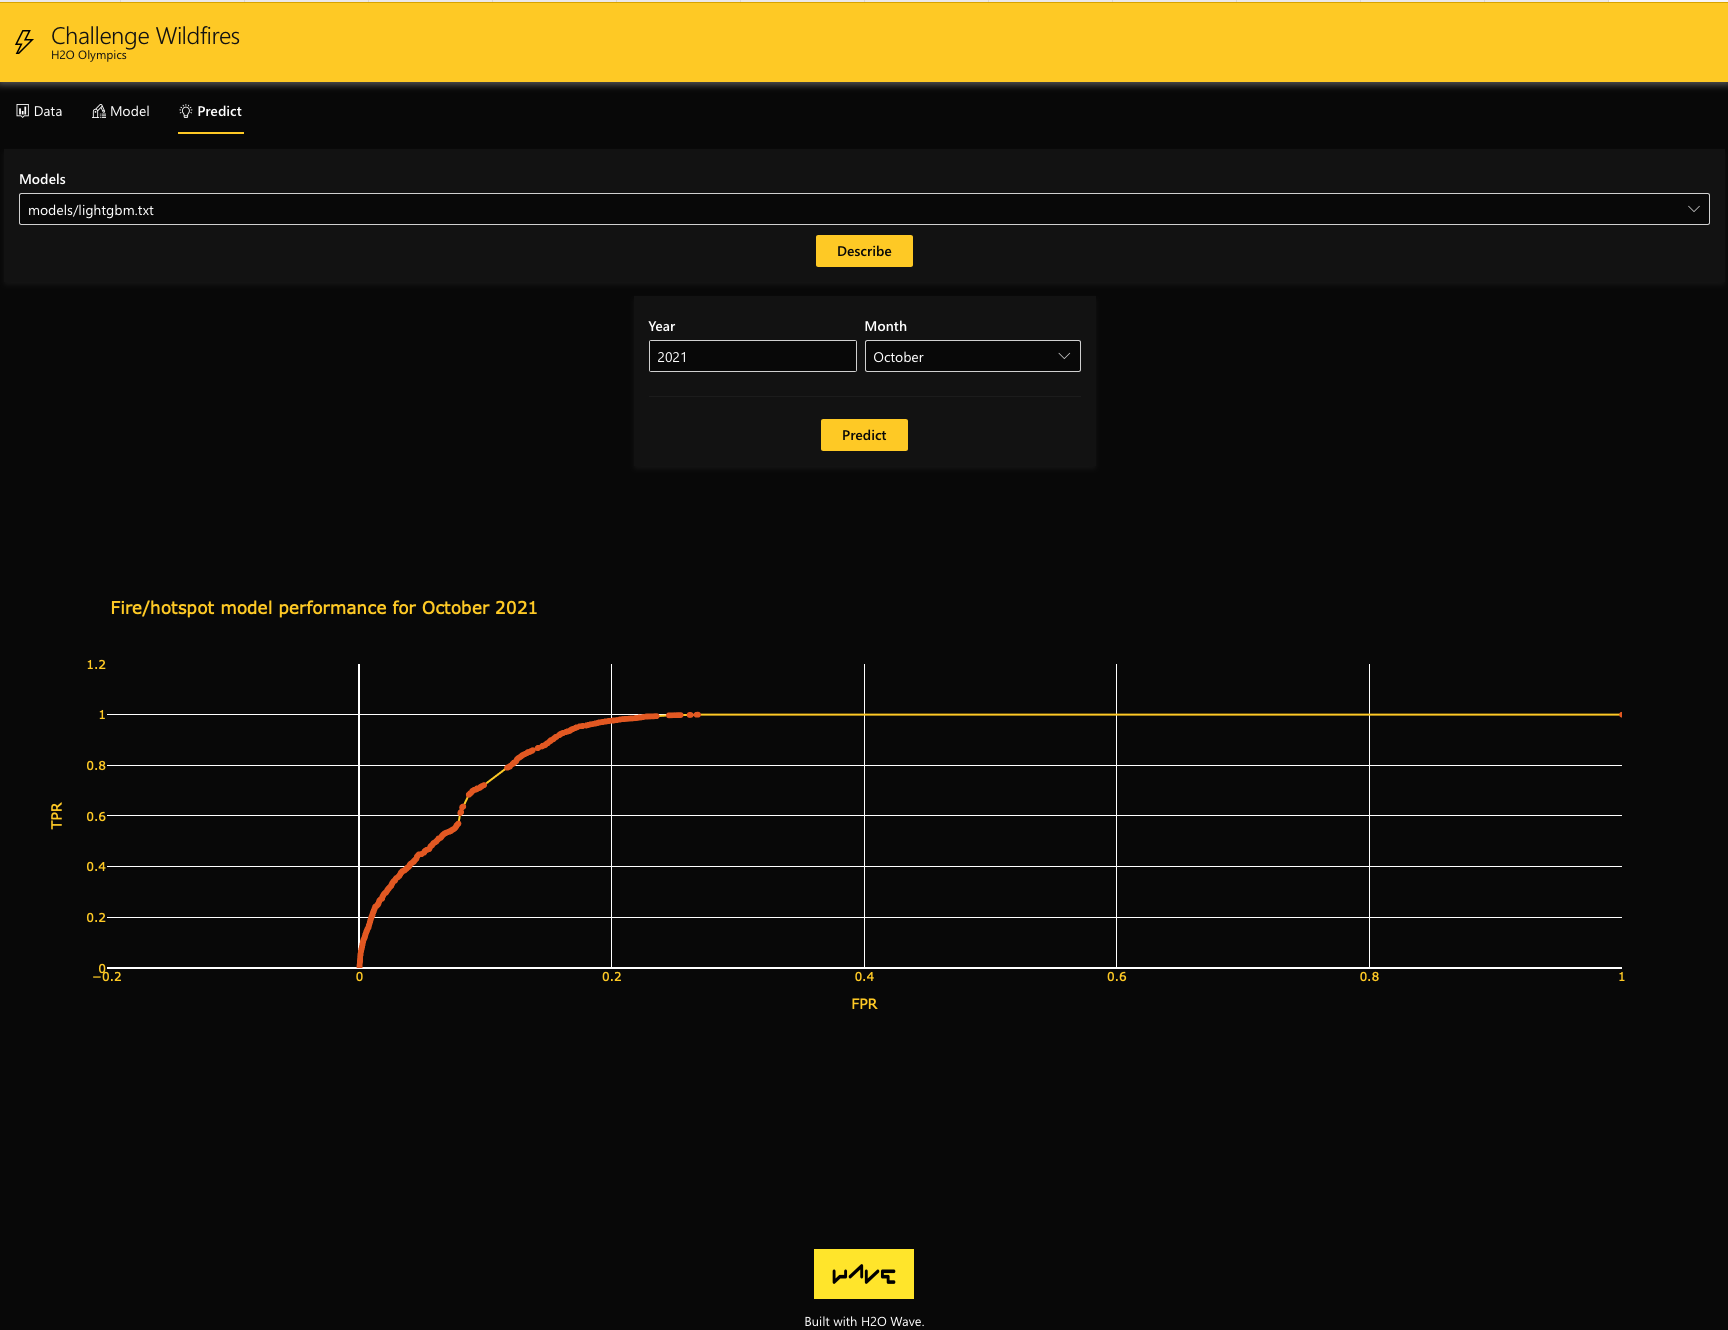 Challenge Wildfires
H2O Olympics
Data Model Predict
Models
models/lightgbm.txt
Describe
Year Month
2021 October
Predict
Fire/hotspot model performance for October 2021
1.2
1
0.8
0.6
0.4
0.2
0
−0.2 0 0.2 0.4 0.6 0.8 1
TPR
FPR
WAVE
Built with H2O Wave.